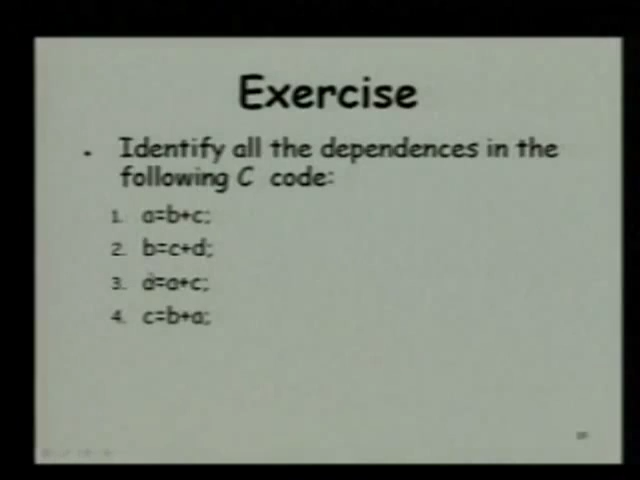 Exercise
• Identify all the dependences in the
following C code:
1. a=b+c;
2. b=c+d;
3. a=a+c;
4. c=b+a;